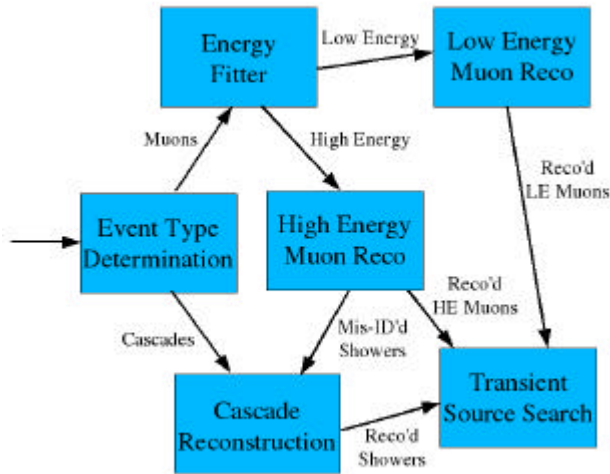 Energy
Fitter
Low Energy
Low Energy
Muon Reco
Muons
High Energy
Reco'd
LE Muons
Event Type
Determination
High Energy
Muon Reco
Reco'd
HE Muons
Cascades
Mis-ID'd
Showers
Cascade
Reconstruction
Transient
Source Search
Reco'd
Showers